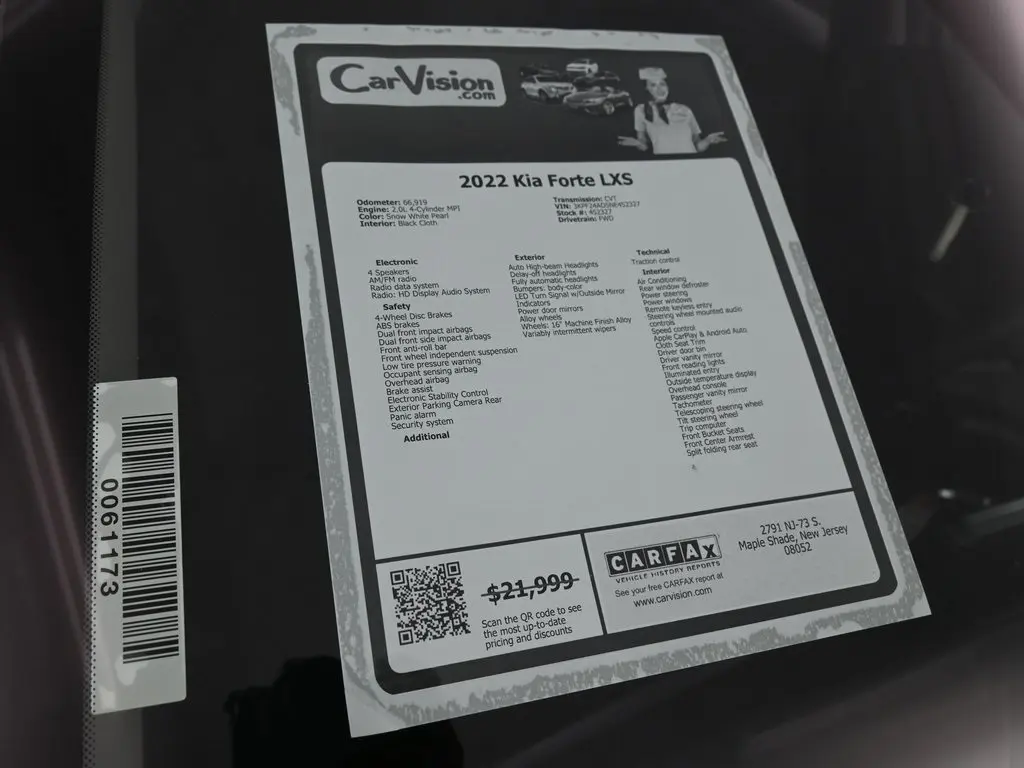 CarVision
.com
2022 Kia Forte LXS
Odometer: 66,919
Engine: 2.0L 4-Cylinder MPI
Color: Snow White Pearl
Interior: Black Cloth
Transmission: CVT
VIN: 3KPF24AD5NE452327
Stock #: 452327
Drivetrain: FWD
Electronic
4 Speakers
AM/FM radio
Radio data system
Radio: HD Display Audio System
Safety
4-Wheel Disc Brakes
ABS brakes
Dual front impact airbags
Dual front side impact airbags
Front anti-roll bar
Front wheel independent suspension
Low tire pressure warning
Occupant sensing airbag
Overhead airbag
Brake assist
Electronic Stability Control
Exterior Parking Camera Rear
Panic alarm
Security system
Additional
Exterior
Auto High-beam Headlights
Delay-off headlights
Fully automatic headlights
Bumpers: body-color
LED Turn Signal w/Outside Mirror
Indicators
Power door mirrors
Alloy wheels
Wheels: 16" Machine Finish Alloy
Variably intermittent wipers
Technical
Traction control
Interior
Air Conditioning
Rear window defroster
Power steering
Power windows
Remote keyless entry
Steering wheel mounted audio
controls
Speed control
Apple CarPlay & Android Auto
Cloth Seat Trim
Driver door bin
Driver vanity mirror
Front reading lights
Illuminated entry
Outside temperature display
Overhead console
Passenger vanity mirror
Tachometer
Telescoping steering wheel
Tilt steering wheel
Trip computer
Front Bucket Seats
Front Center Armrest
Split folding rear seat
$21,999
Scan the QR code to see
the most up-to-date
pricing and discounts
CARFAX
VEHICLE HISTORY REPORTS
See your free CARFAX report at
www.carvision.com
2791 NJ-73 S.
Maple Shade, New Jersey
08052
0061173